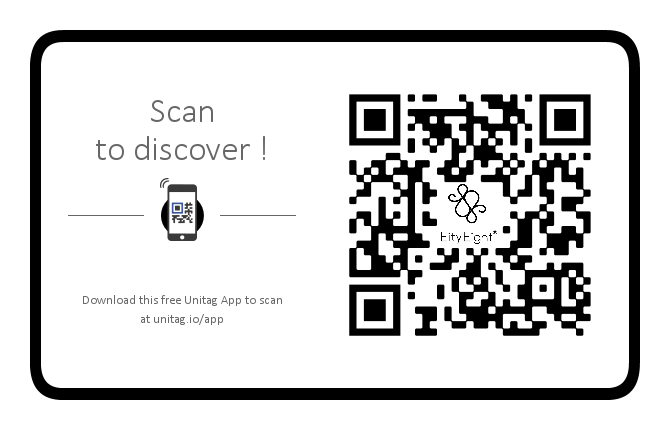 Scan
to discover !
Download this free Unitag App to scan
at unitag.io/app